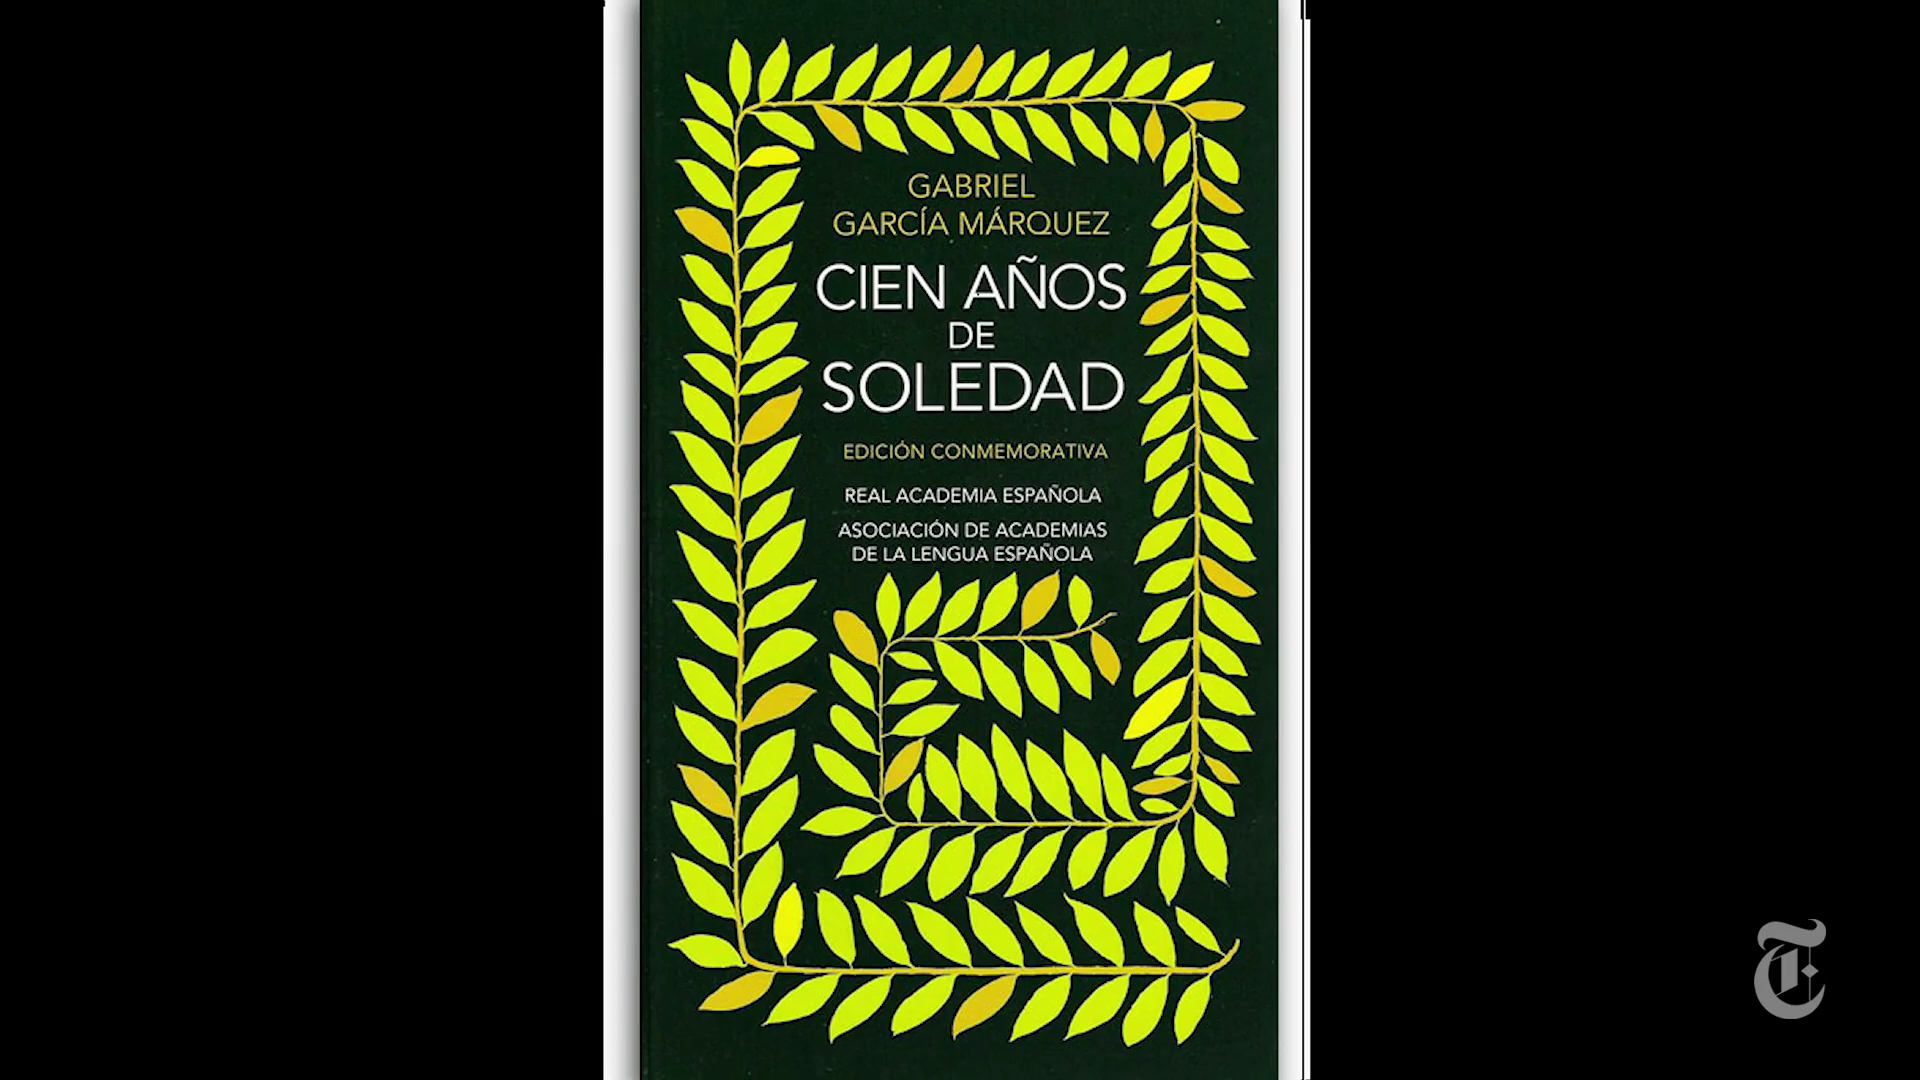 GABRIEL
GARCÍA MÁRQUEZ
CIEN AÑOS
DE
SOLEDAD
EDICIÓN CONMEMORATIVA
REAL ACADEMIA ESPAÑOLA
ASOCIACIÓN DE ACADEMIAS
DE LA LENGUA ESPAÑOLA
T